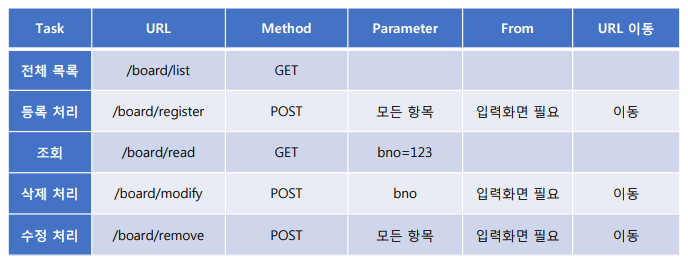 Task URL Method Parameter From URL 이동
전체 목록 /board/list GET
등록 처리 /board/register POST 모든 항목 입력화면 필요 이동
조회 /board/read GET bno=123
삭제 처리 /board/modify POST bno 입력화면 필요 이동
수정 처리 /board/remove POST 모든 항목 입력화면 필요 이동